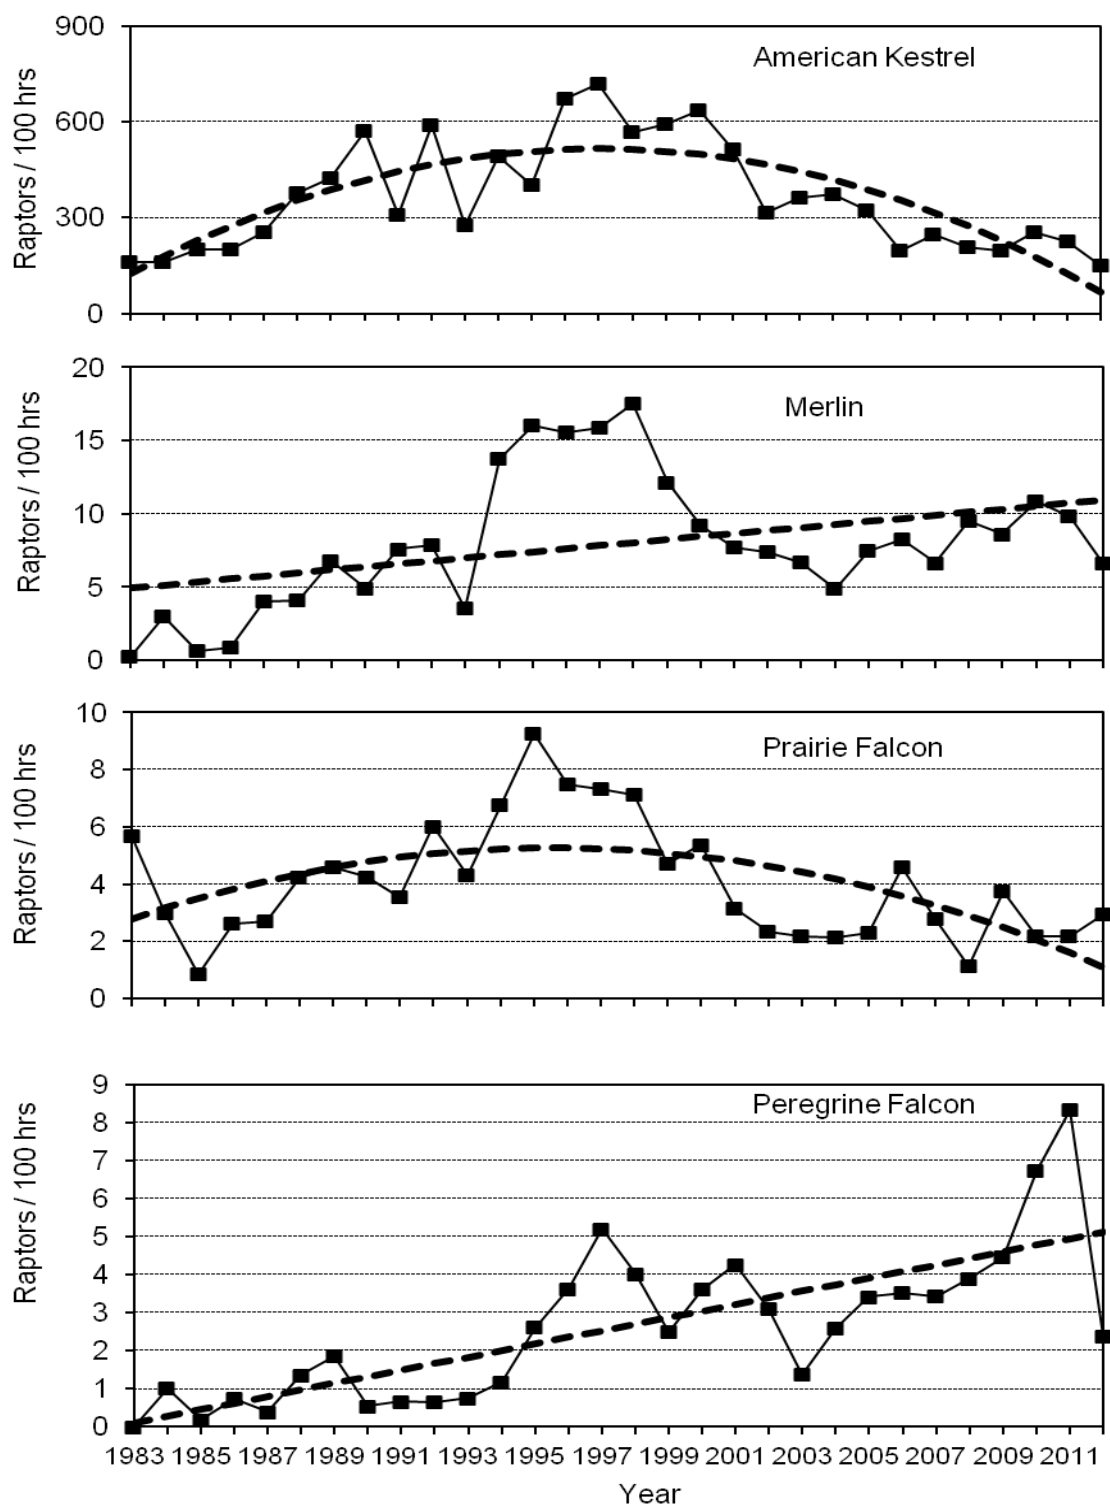 American Kestrel
Raptors / 100 hrs
900
600
300
0
Merlin
Raptors / 100 hrs
20
15
10
5
0
Prairie Falcon
Raptors / 100 hrs
10
8
6
4
2
0
Peregrine Falcon
Raptors / 100 hrs
9
8
7
6
5
4
3
2
1
0
1983 1985 1987 1989 1991 1993 1995 1997 1999 2001 2003 2005 2007 2009 2011
Year